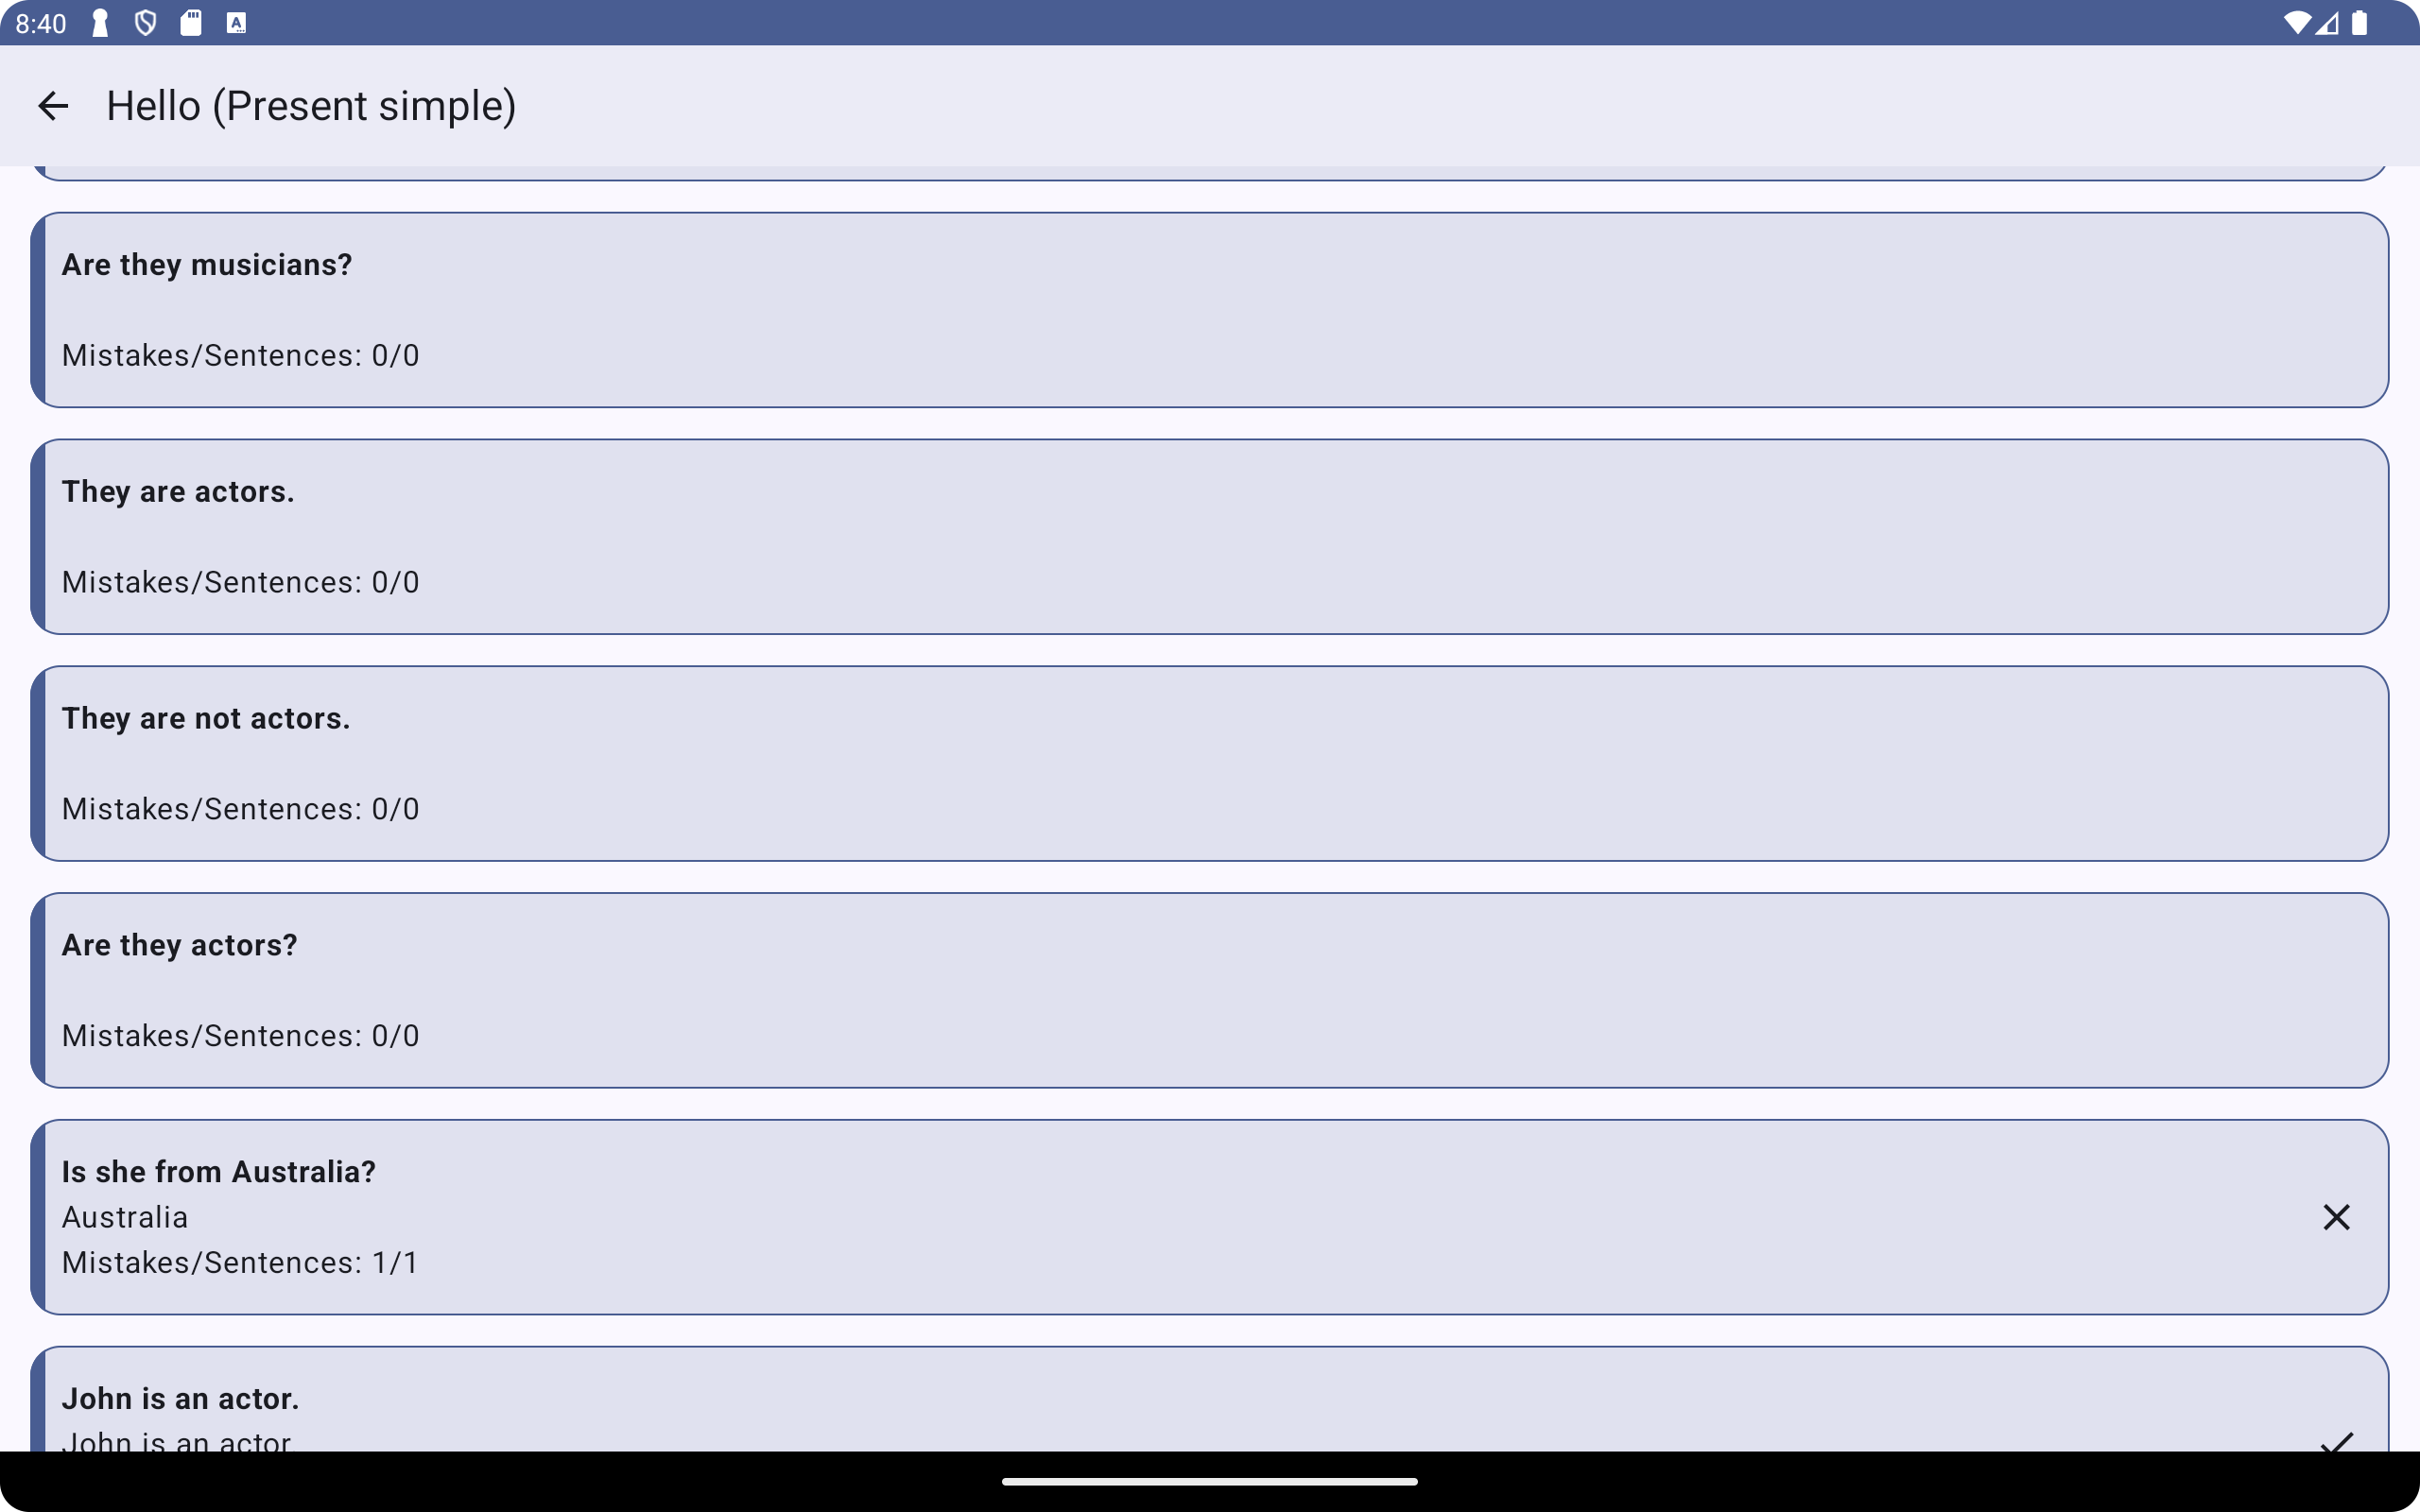 8:40
Hello (Present simple)
Are they musicians?
Mistakes/Sentences: 0/0
They are actors.
Mistakes/Sentences: 0/0
They are not actors.
Mistakes/Sentences: 0/0
Are they actors?
Mistakes/Sentences: 0/0
Is she from Australia?
Australia
Mistakes/Sentences: 1/1
John is an actor.
John is an actor